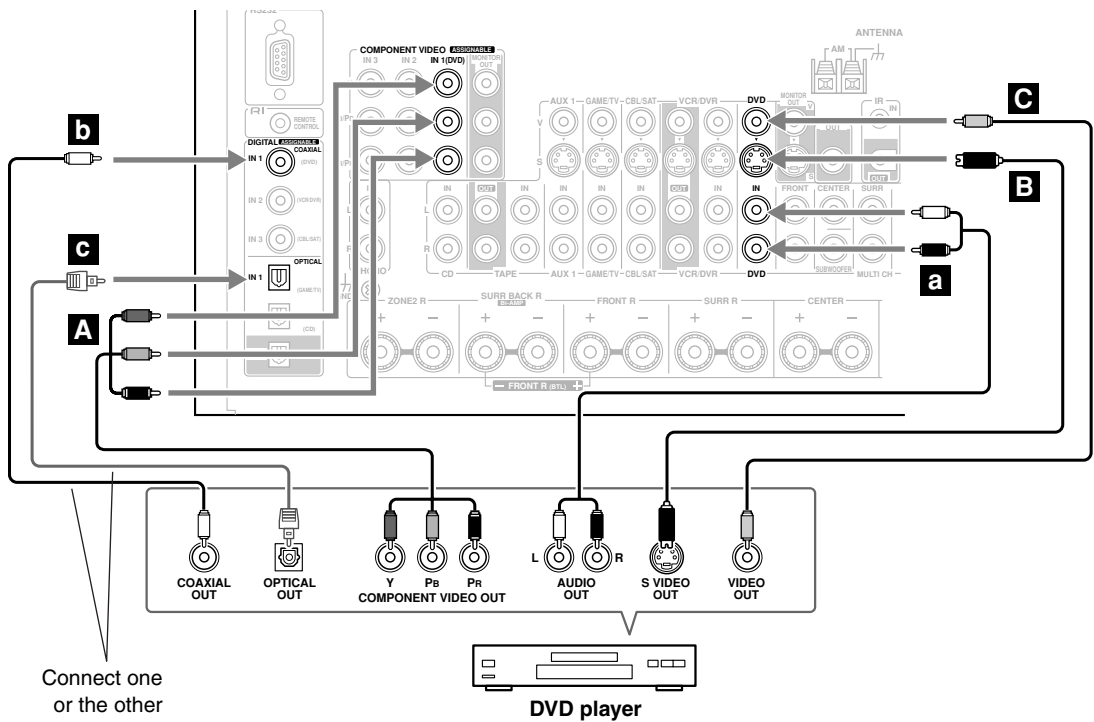 ANTENNA
AM
COMPONENT VIDEO ASSIGNABLE
IN 3 IN 2 IN 1(DVD) MONITOR OUT
RI
REMOTE CONTROL
AUX 1 GAME/TV CBL/SAT VCR/DVR DVD MONITOR OUT
IR
IN
OUT
V
S
OUT
C
b
B
DIGITAL ASSIGNABLE
COAXIAL
IN 1
(DVD)
IN 2
(VCR/DVR)
IN 3
(CBL/SAT)
OPTICAL
IN 1
(GAME/TV)
(CD)
IN OUT IN IN IN IN OUT IN IN FRONT CENTER SURR
L
R
CD TAPE AUX 1 GAME/TV CBL/SAT VCR/DVR DVD SUBWOOFER MULTI CH
c
a
A
ZONE2 R SURR BACK R FRONT R SURR R CENTER
BI-AMP
+ − + − + − + − + −
− FRONT R (BTL) +
L R
COAXIAL OUT
OPTICAL OUT
Y PB PR
COMPONENT VIDEO OUT
AUDIO OUT
S VIDEO OUT
VIDEO OUT
Connect one
or the other
DVD player